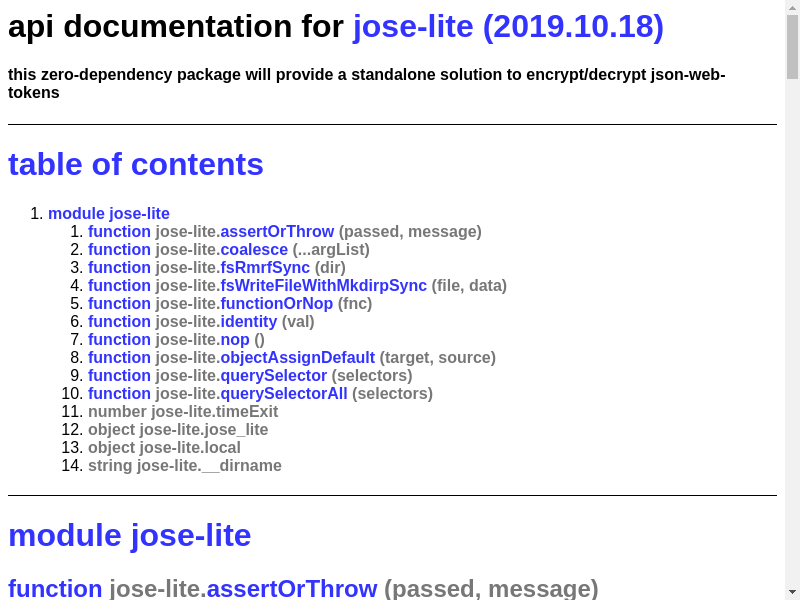 api documentation for jose-lite (2019.10.18)
this zero-dependency package will provide a standalone solution to encrypt/decrypt json-web-
tokens
table of contents
1. module jose-lite
1. function jose-lite.assertOrThrow (passed, message)
2. function jose-lite.coalesce (...argList)
3. function jose-lite.fsRmrfSync (dir)
4. function jose-lite.fsWriteFileWithMkdirpSync (file, data)
5. function jose-lite.functionOrNop (fnc)
6. function jose-lite.identity (val)
7. function jose-lite.nop ()
8. function jose-lite.objectAssignDefault (target, source)
9. function jose-lite.querySelector (selectors)
10. function jose-lite.querySelectorAll (selectors)
11. number jose-lite.timeExit
12. object jose-lite.jose_lite
13. object jose-lite.local
14. string jose-lite.__dirname
module jose-lite
function jose-lite.assertOrThrow (passed, message)